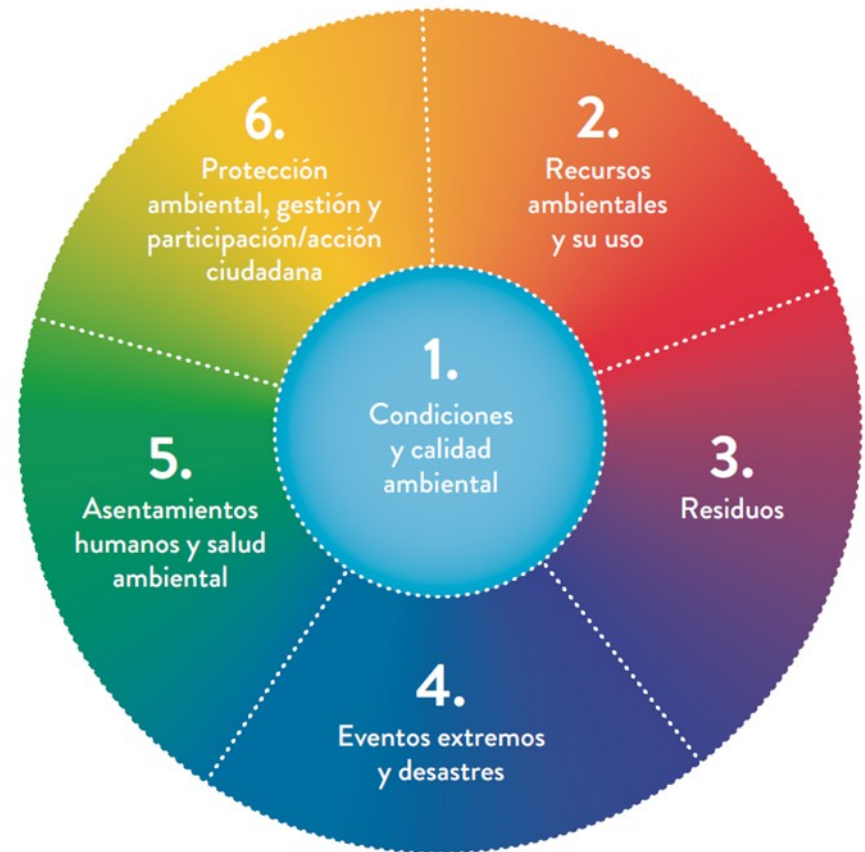 1.
Condiciones
y calidad
ambiental
2.
Recursos
ambientales
y su uso
3.
Residuos
4.
Eventos extremos
y desastres
5.
Asentamientos
humanos y salud
ambiental
6.
Protección
ambiental, gestión y
participación/acción
ciudadana